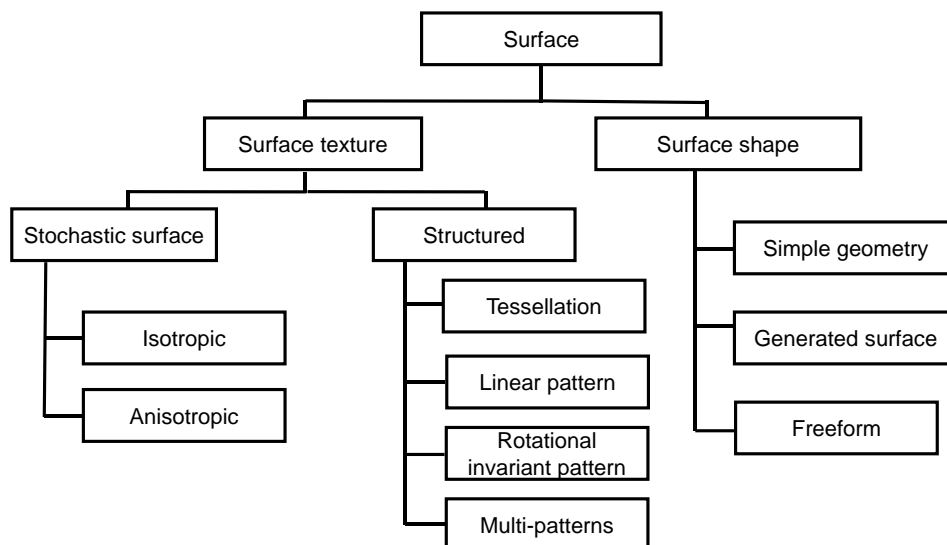 Surface
Surface texture
Surface shape
Stochastic surface
Structured
Simple geometry
Tessellation
Isotropic
Generated surface
Linear pattern
Anisotropic
Freeform
Rotational
invariant pattern
Multi-patterns